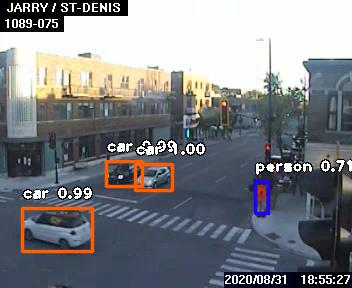 JARRY / ST-DENIS
1089-075
car 0.99
car 1.00
person 0.71
car 0.99
2020/08/31 18:55:27